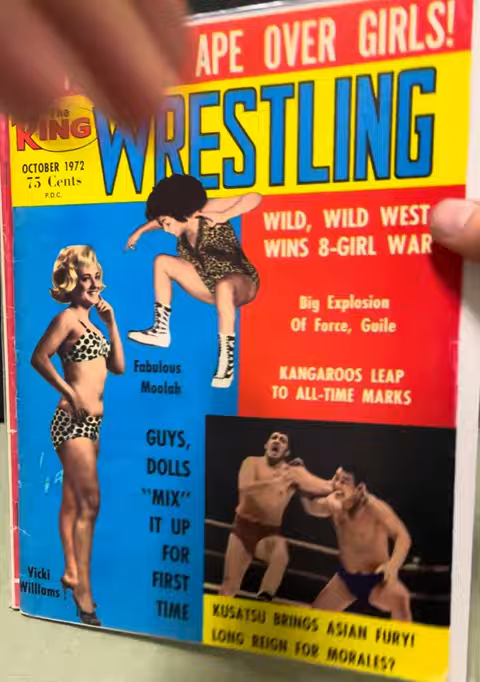 APE OVER GIRLS!
The
KING
WRESTLING
OCTOBER 1972
75 Cents
P.D.C.
WILD, WILD WEST
WINS 8-GIRL WAR
Big Explosion
Of Force, Guile
KANGAROOS LEAP
TO ALL-TIME MARKS
Fabulous
Moolah
GUYS,
DOLLS
"MIX"
IT UP
FOR
FIRST
TIME
Vicki
Williams
KUSATSU BRINGS ASIAN FURY!
LONG REIGN FOR MORALES?